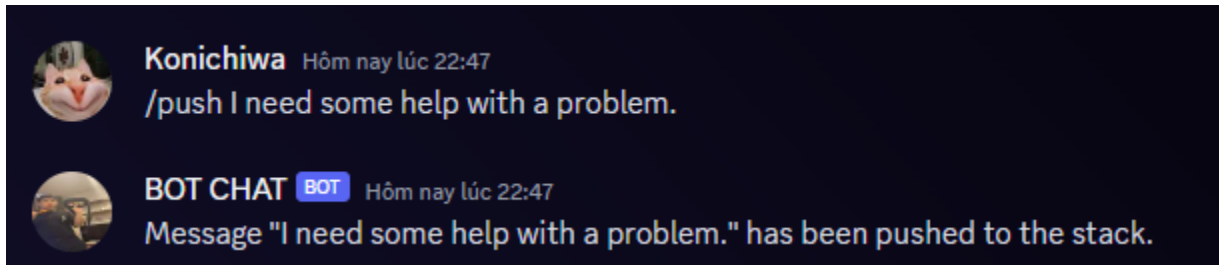 Konichiwa Hôm nay lúc 22:47
/push I need some help with a problem.
BOT CHAT BOT Hôm nay lúc 22:47
Message "I need some help with a problem." has been pushed to the stack.